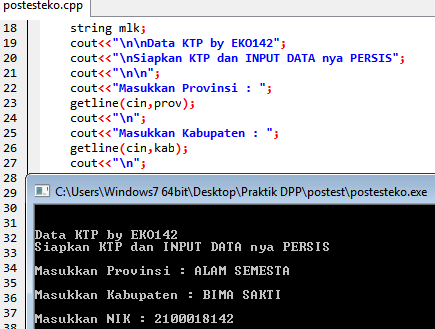 postesteko.cpp
18 string mlk;
19 cout<<"\n\nData KTP by EKO142";
20 cout<<"\nSiapkan KTP dan INPUT DATA nya PERSIS";
21 cout<<"\n\n";
22 cout<<"Masukkan Provinsi : ";
23 getline(cin,prov);
24 cout<<"\n";
25 cout<<"Masukkan Kabupaten : ";
26 getline(cin,kab);
27 cout<<"\n";
28
29 C:\Users\Windows7 64bit\Desktop\Praktik DPP\postest\postesteko.exe
30
31
32 Data KTP by EKO142
33 Siapkan KTP dan INPUT DATA nya PERSIS
34
35 Masukkan Provinsi : ALAM SEMESTA
36 Masukkan Kabupaten : BIMA SAKTI
37 Masukkan NIK : 2100018142